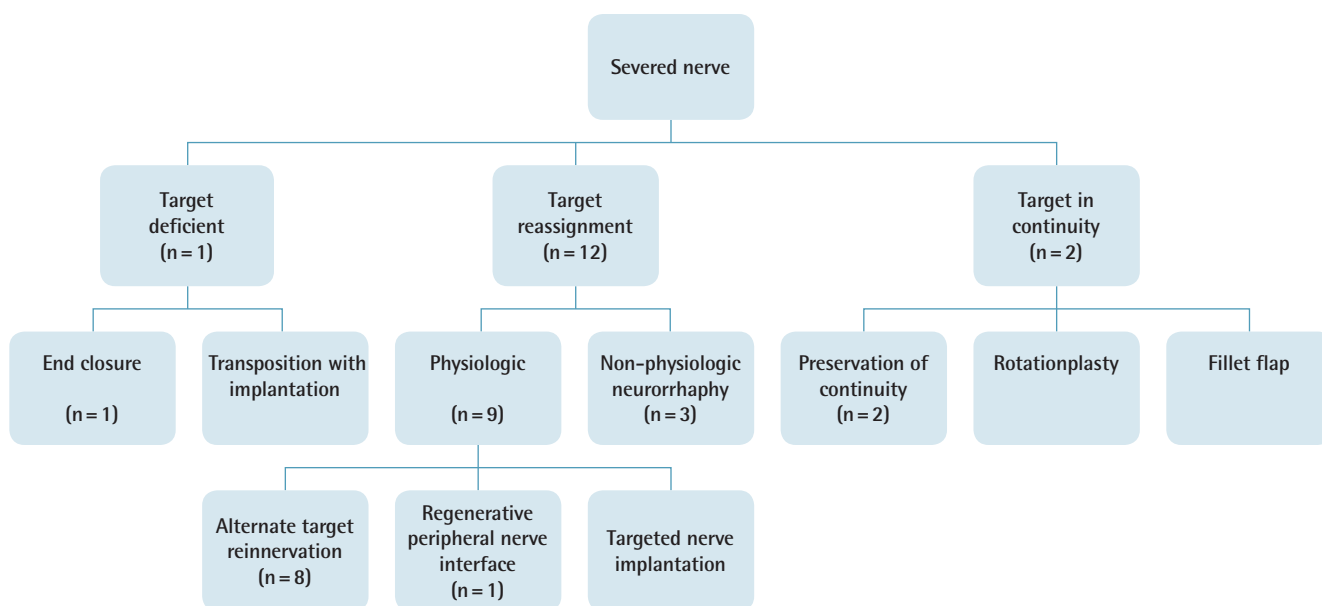 Severed nerve
Target
deficient
(n = 1)
Target
reassignment
(n = 12)
Target in
continuity
(n = 2)
End closure
(n = 1)
Transposition with
implantation
Physiologic
(n = 9)
Non-physiologic
neurorrhaphy
(n = 3)
Preservation of
continuity
(n = 2)
Rotationplasty
Fillet flap
Alternate target
reinnervation
(n = 8)
Regenerative
peripheral nerve
interface
(n = 1)
Targeted nerve
implantation